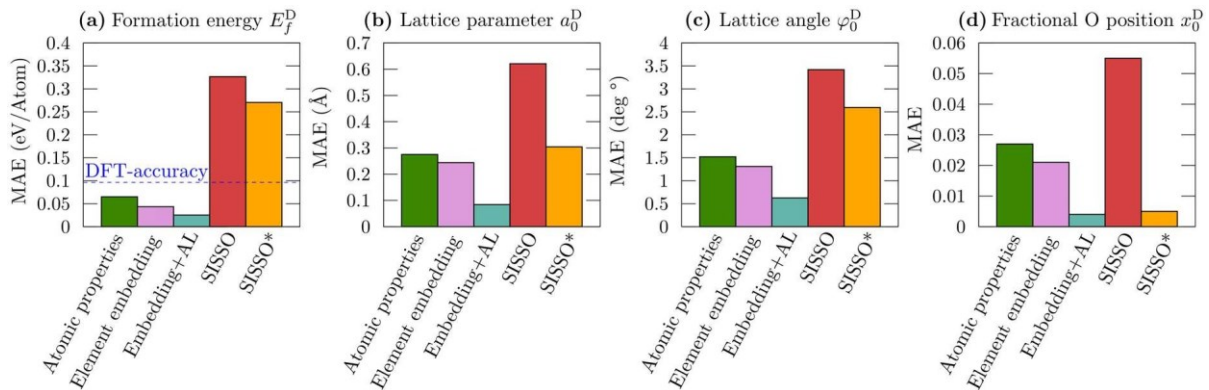 (a) Formation energy E_f^D
MAE (eV/Atom)
0.4
0.35
0.3
0.25
0.2
0.15
0.1
0.05
0
DFT-accuracy
Atomic properties
Element embedding
Embedding+AL
SISSO
SISSO*
(b) Lattice parameter a_0^D
MAE (Å)
0.7
0.6
0.5
0.4
0.3
0.2
0.1
0
Atomic properties
Element embedding
Embedding+AL
SISSO
SISSO*
(c) Lattice angle φ_0^D
MAE (deg °)
4
3.5
3
2.5
2
1.5
1
0.5
0
Atomic properties
Element embedding
Embedding+AL
SISSO
SISSO*
(d) Fractional O position x_0^D
MAE
0.06
0.05
0.04
0.03
0.02
0.01
0
Atomic properties
Element embedding
Embedding+AL
SISSO
SISSO*